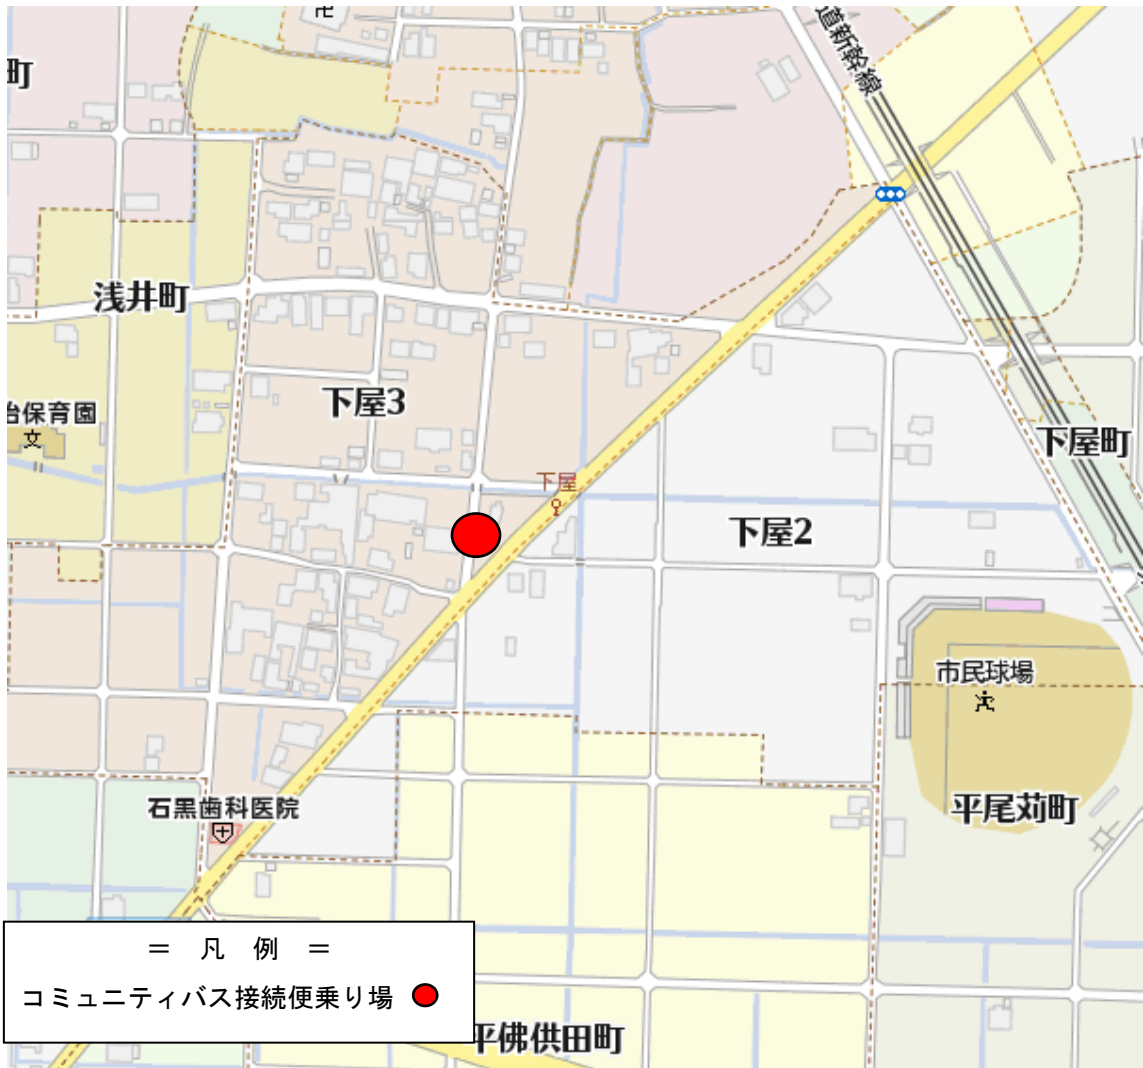 道新幹線
町
浅井町
下屋3
治保育園
下屋町
下屋
下屋2
市民球場
石黒歯科医院
平尾苅町
= 凡 例 =
コミュニティバス接続便乗り場
平佛供田町